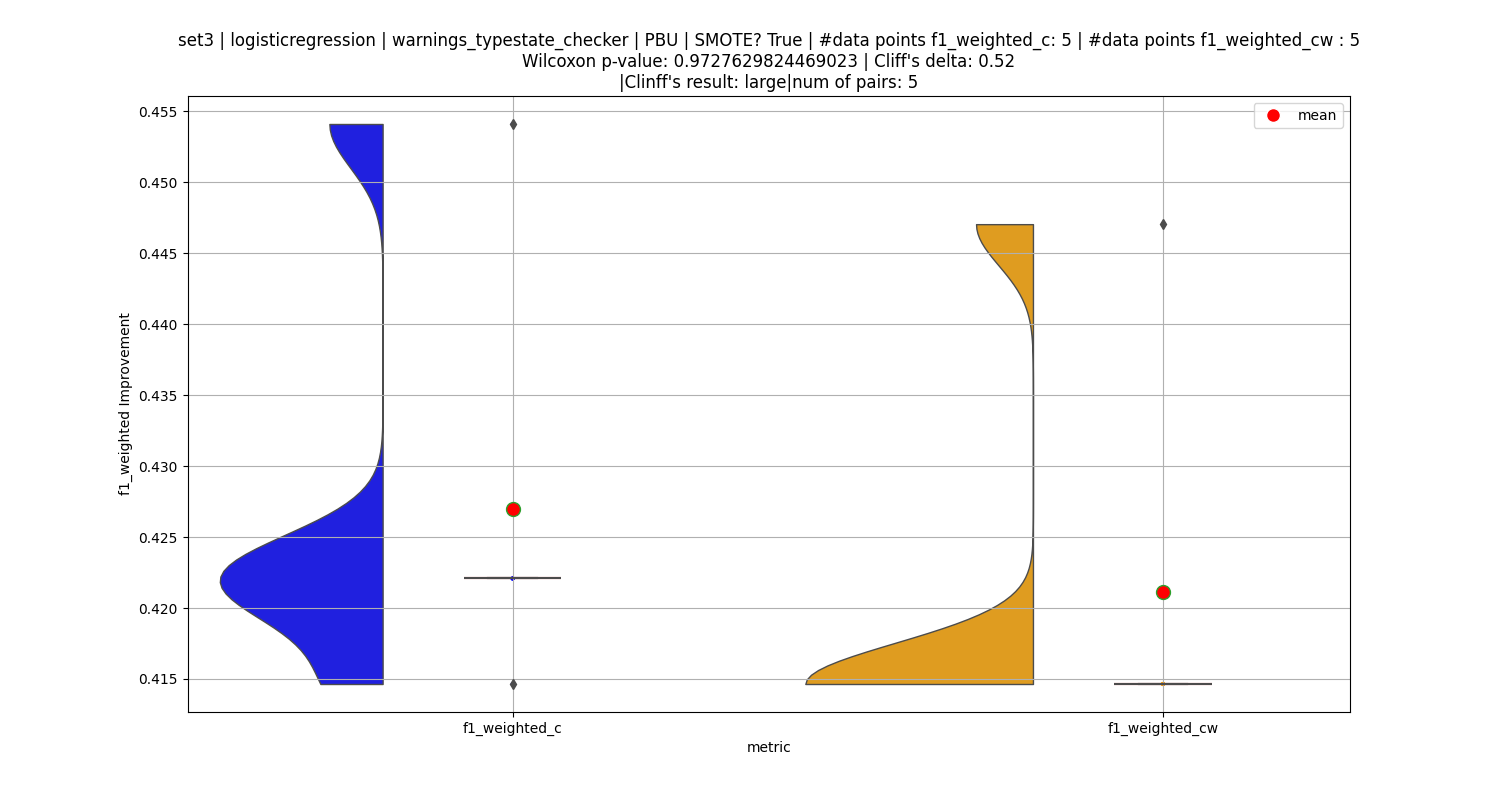 set3 | logisticregression | warnings_typestate_checker | PBU | SMOTE? True | #data points f1_weighted_c: 5 | #data points f1_weighted_cw : 5
Wilcoxon p-value: 0.9727629824469023 | Cliff's delta: 0.52
|Clinff's result: large|num of pairs: 5
mean
0.455
0.450
0.445
0.440
0.435
0.430
0.425
0.420
0.415
f1_weighted Improvement
f1_weighted_c
f1_weighted_cw
metric